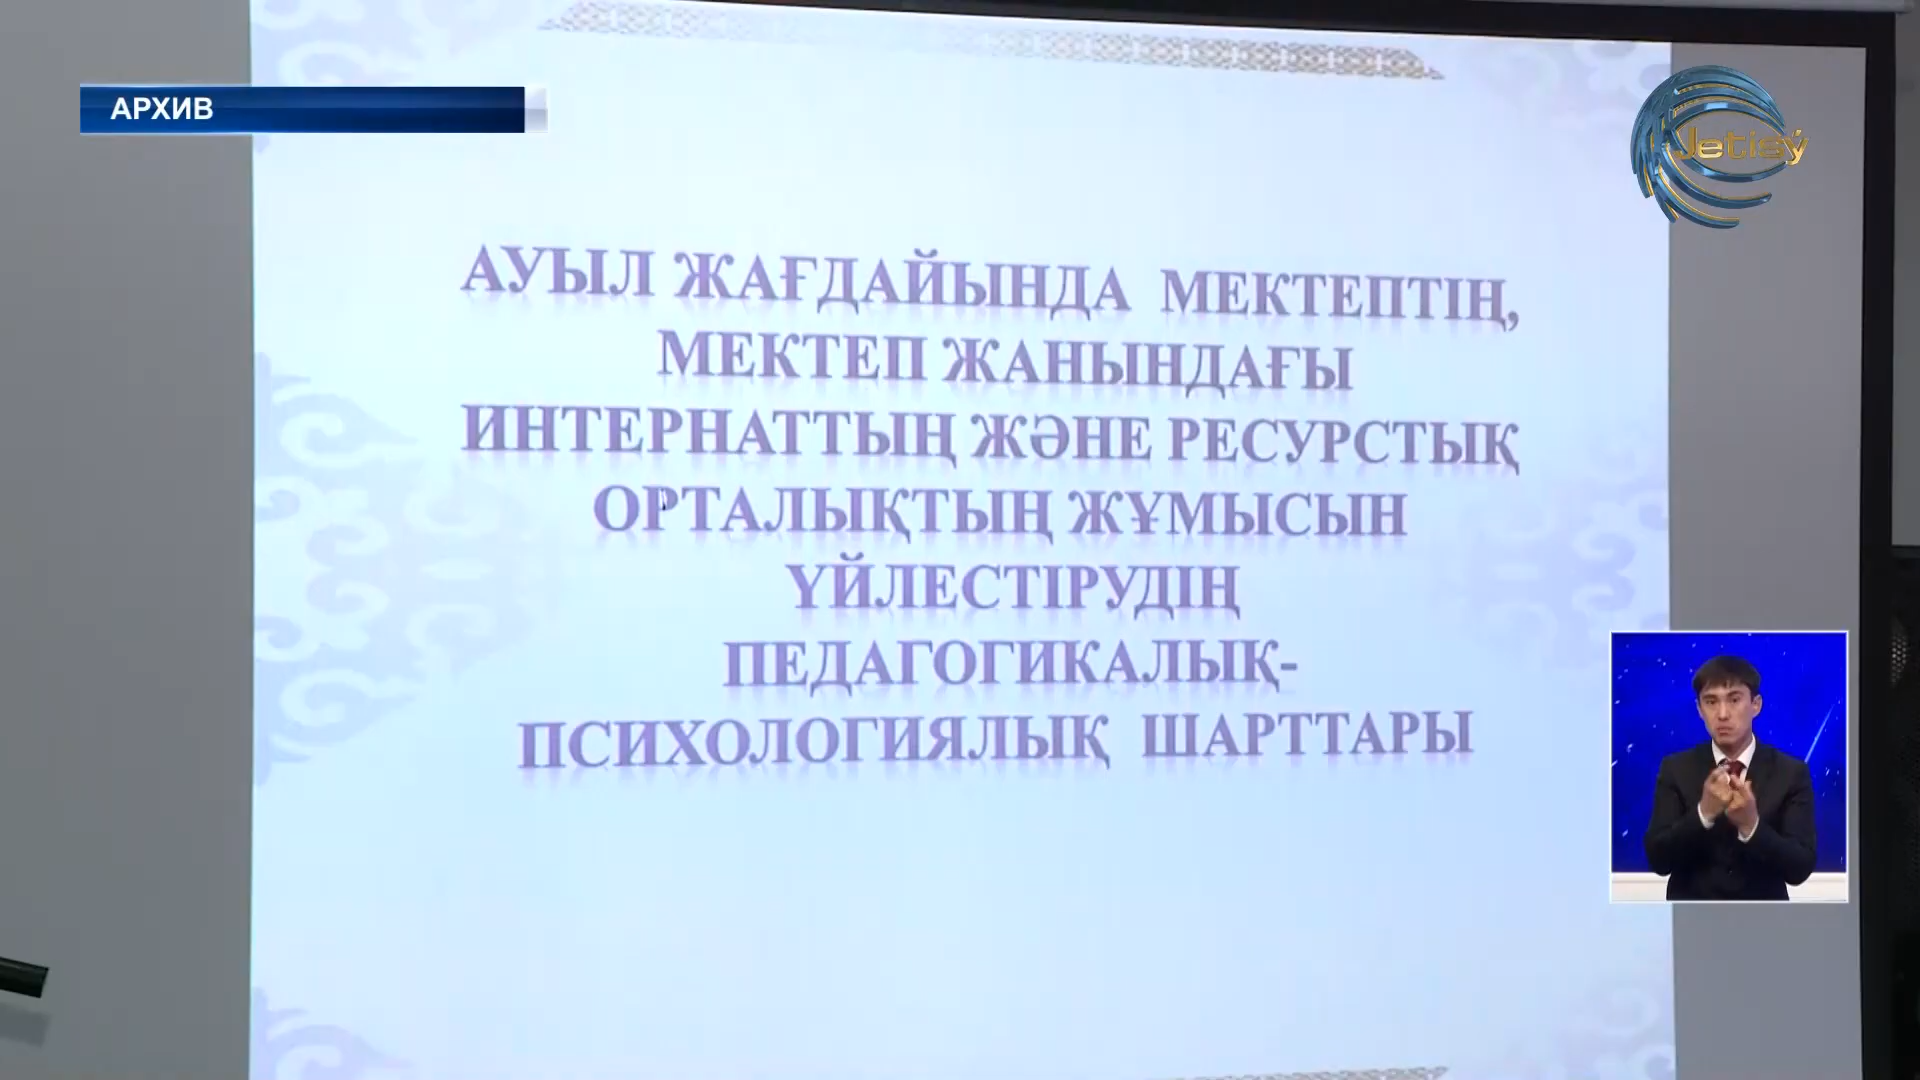 АРХИВ
Jetisý
АУЫЛ ЖАҒДАЙЫНДА МЕКТЕПТІҢ,
МЕКТЕП ЖАНЫНДАҒЫ
ИНТЕРНАТТЫҢ ЖӘНЕ РЕСУРСТЫҚ
ОРТАЛЫҚТЫҢ ЖҰМЫСЫН
ҮЙЛЕСТІРУДІҢ
ПЕДАГОГИКАЛЫҚ-
ПСИХОЛОГИЯЛЫҚ ШАРТТАРЫ